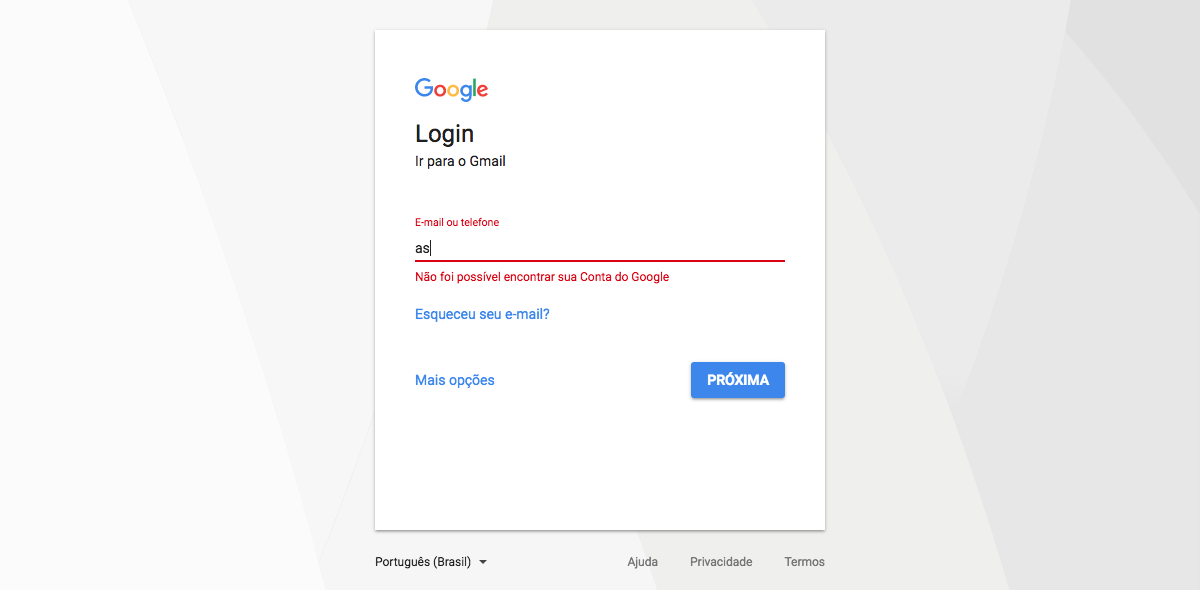 Google
Login
Ir para o Gmail
E-mail ou telefone
as
Não foi possível encontrar sua Conta do Google
Esqueceu seu e-mail?
Mais opções
PRÓXIMA
Português (Brasil)
Ajuda
Privacidade
Termos